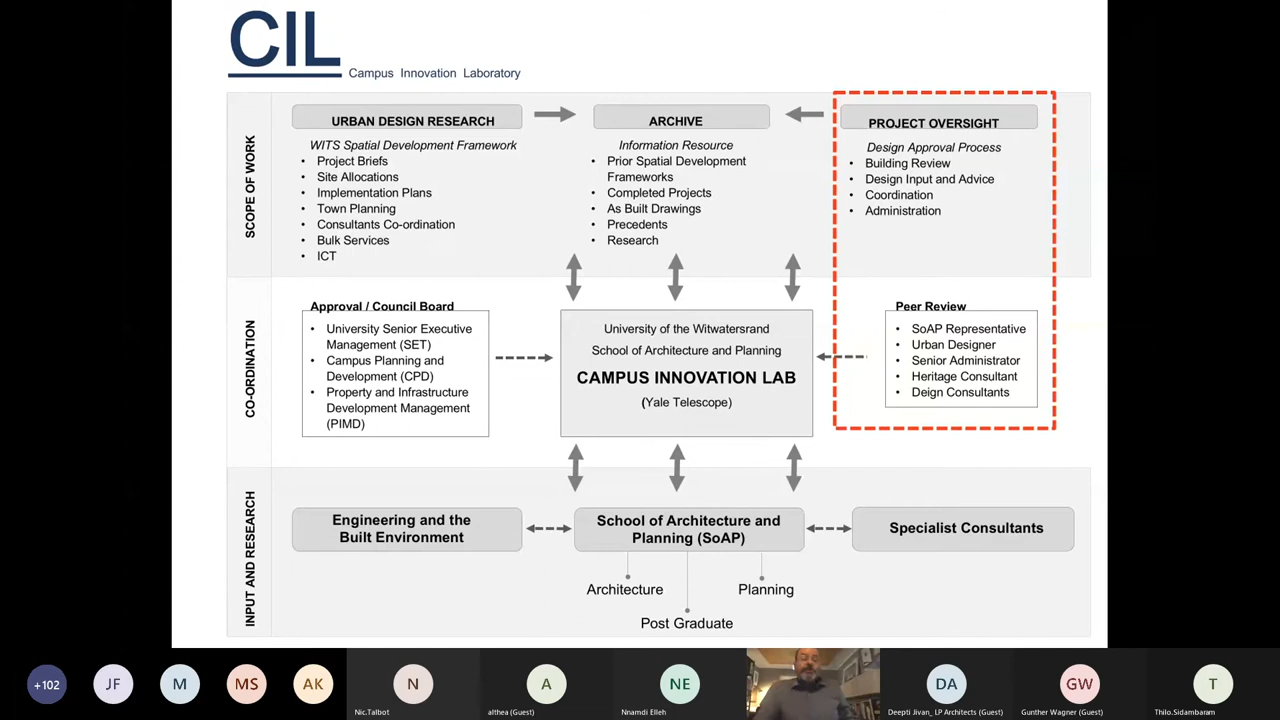 CIL
Campus Innovation Laboratory
SCOPE OF WORK
URBAN DESIGN RESEARCH
WITS Spatial Development Framework
• Project Briefs
• Site Allocations
• Implementation Plans
• Town Planning
• Consultants Co-ordination
• Bulk Services
• ICT
ARCHIVE
Information Resource
• Prior Spatial Development
Frameworks
• Completed Projects
• As Built Drawings
• Precedents
• Research
PROJECT OVERSIGHT
Design Approval Process
• Building Review
• Design Input and Advice
• Coordination
• Administration
CO-ORDINATION
Approval / Council Board
• University Senior Executive
Management (SET)
• Campus Planning and
Development (CPD)
• Property and Infrastructure
Development Management
(PIMD)
University of the Witwatersrand
School of Architecture and Planning
CAMPUS INNOVATION LAB
(Yale Telescope)
Peer Review
• SoAP Representative
• Urban Designer
• Senior Administrator
• Heritage Consultant
• Deign Consultants
INPUT AND RESEARCH
Engineering and the
Built Environment
School of Architecture and
Planning (SoAP)
Specialist Consultants
Architecture
Planning
Post Graduate
+102
JF
M
MS
AK
N
Nic.Talbot
A
althea (Guest)
NE
Nnamdi Elleh
DA
Deepti Jivan_ LP Architects (Guest)
GW
Gunther Wagner (Guest)
T
Thilo.Sidambaram